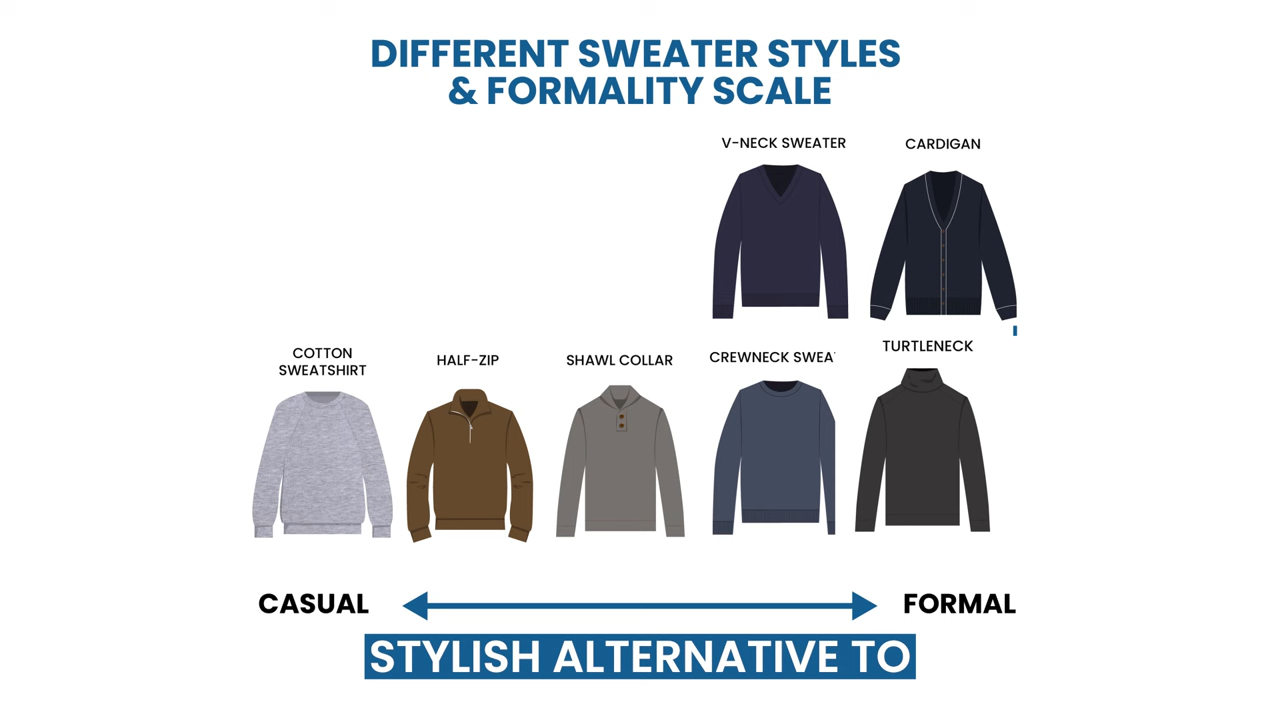 DIFFERENT SWEATER STYLES
& FORMALITY SCALE
V-NECK SWEATER
CARDIGAN
COTTON
SWEATSHIRT
HALF-ZIP
SHAWL COLLAR
CREWNECK SWEA
TURTLENECK
CASUAL
FORMAL
STYLISH ALTERNATIVE TO